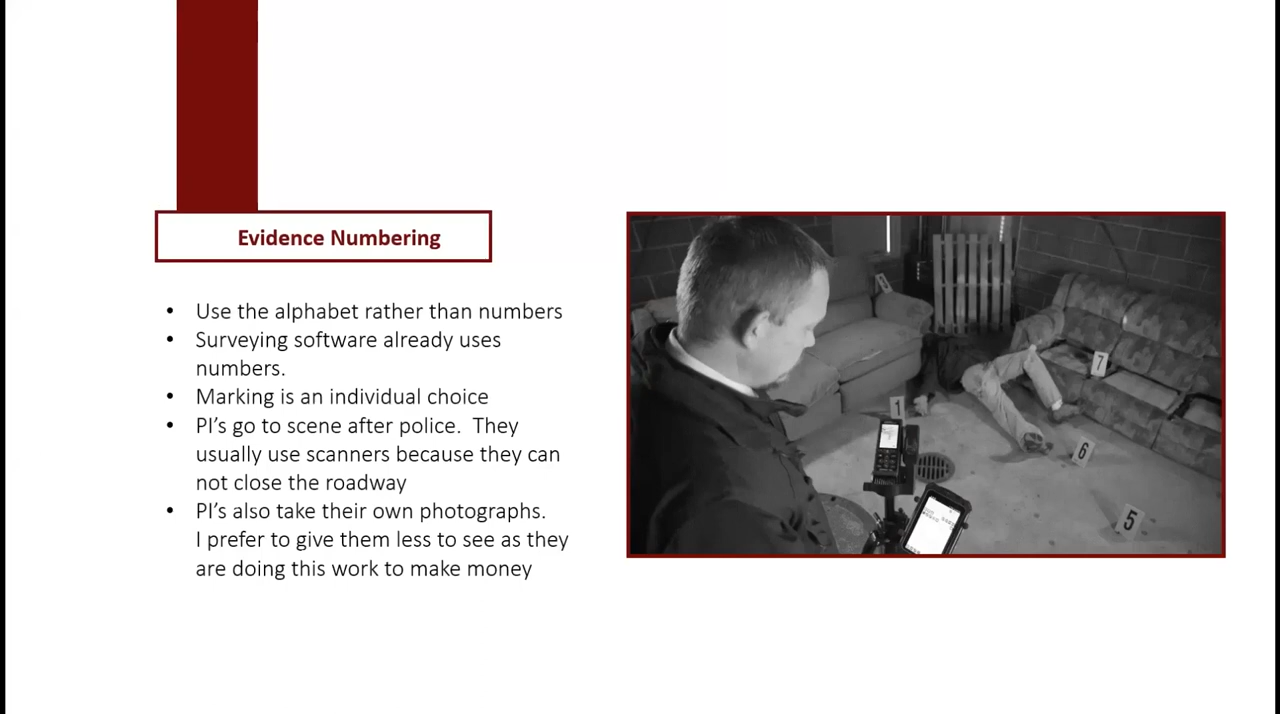 Evidence Numbering
• Use the alphabet rather than numbers
• Surveying software already uses
numbers.
• Marking is an individual choice
• PI’s go to scene after police.  They
usually use scanners because they can
not close the roadway
• PI’s also take their own photographs.
I prefer to give them less to see as they
are doing this work to make money
1
7
6
5